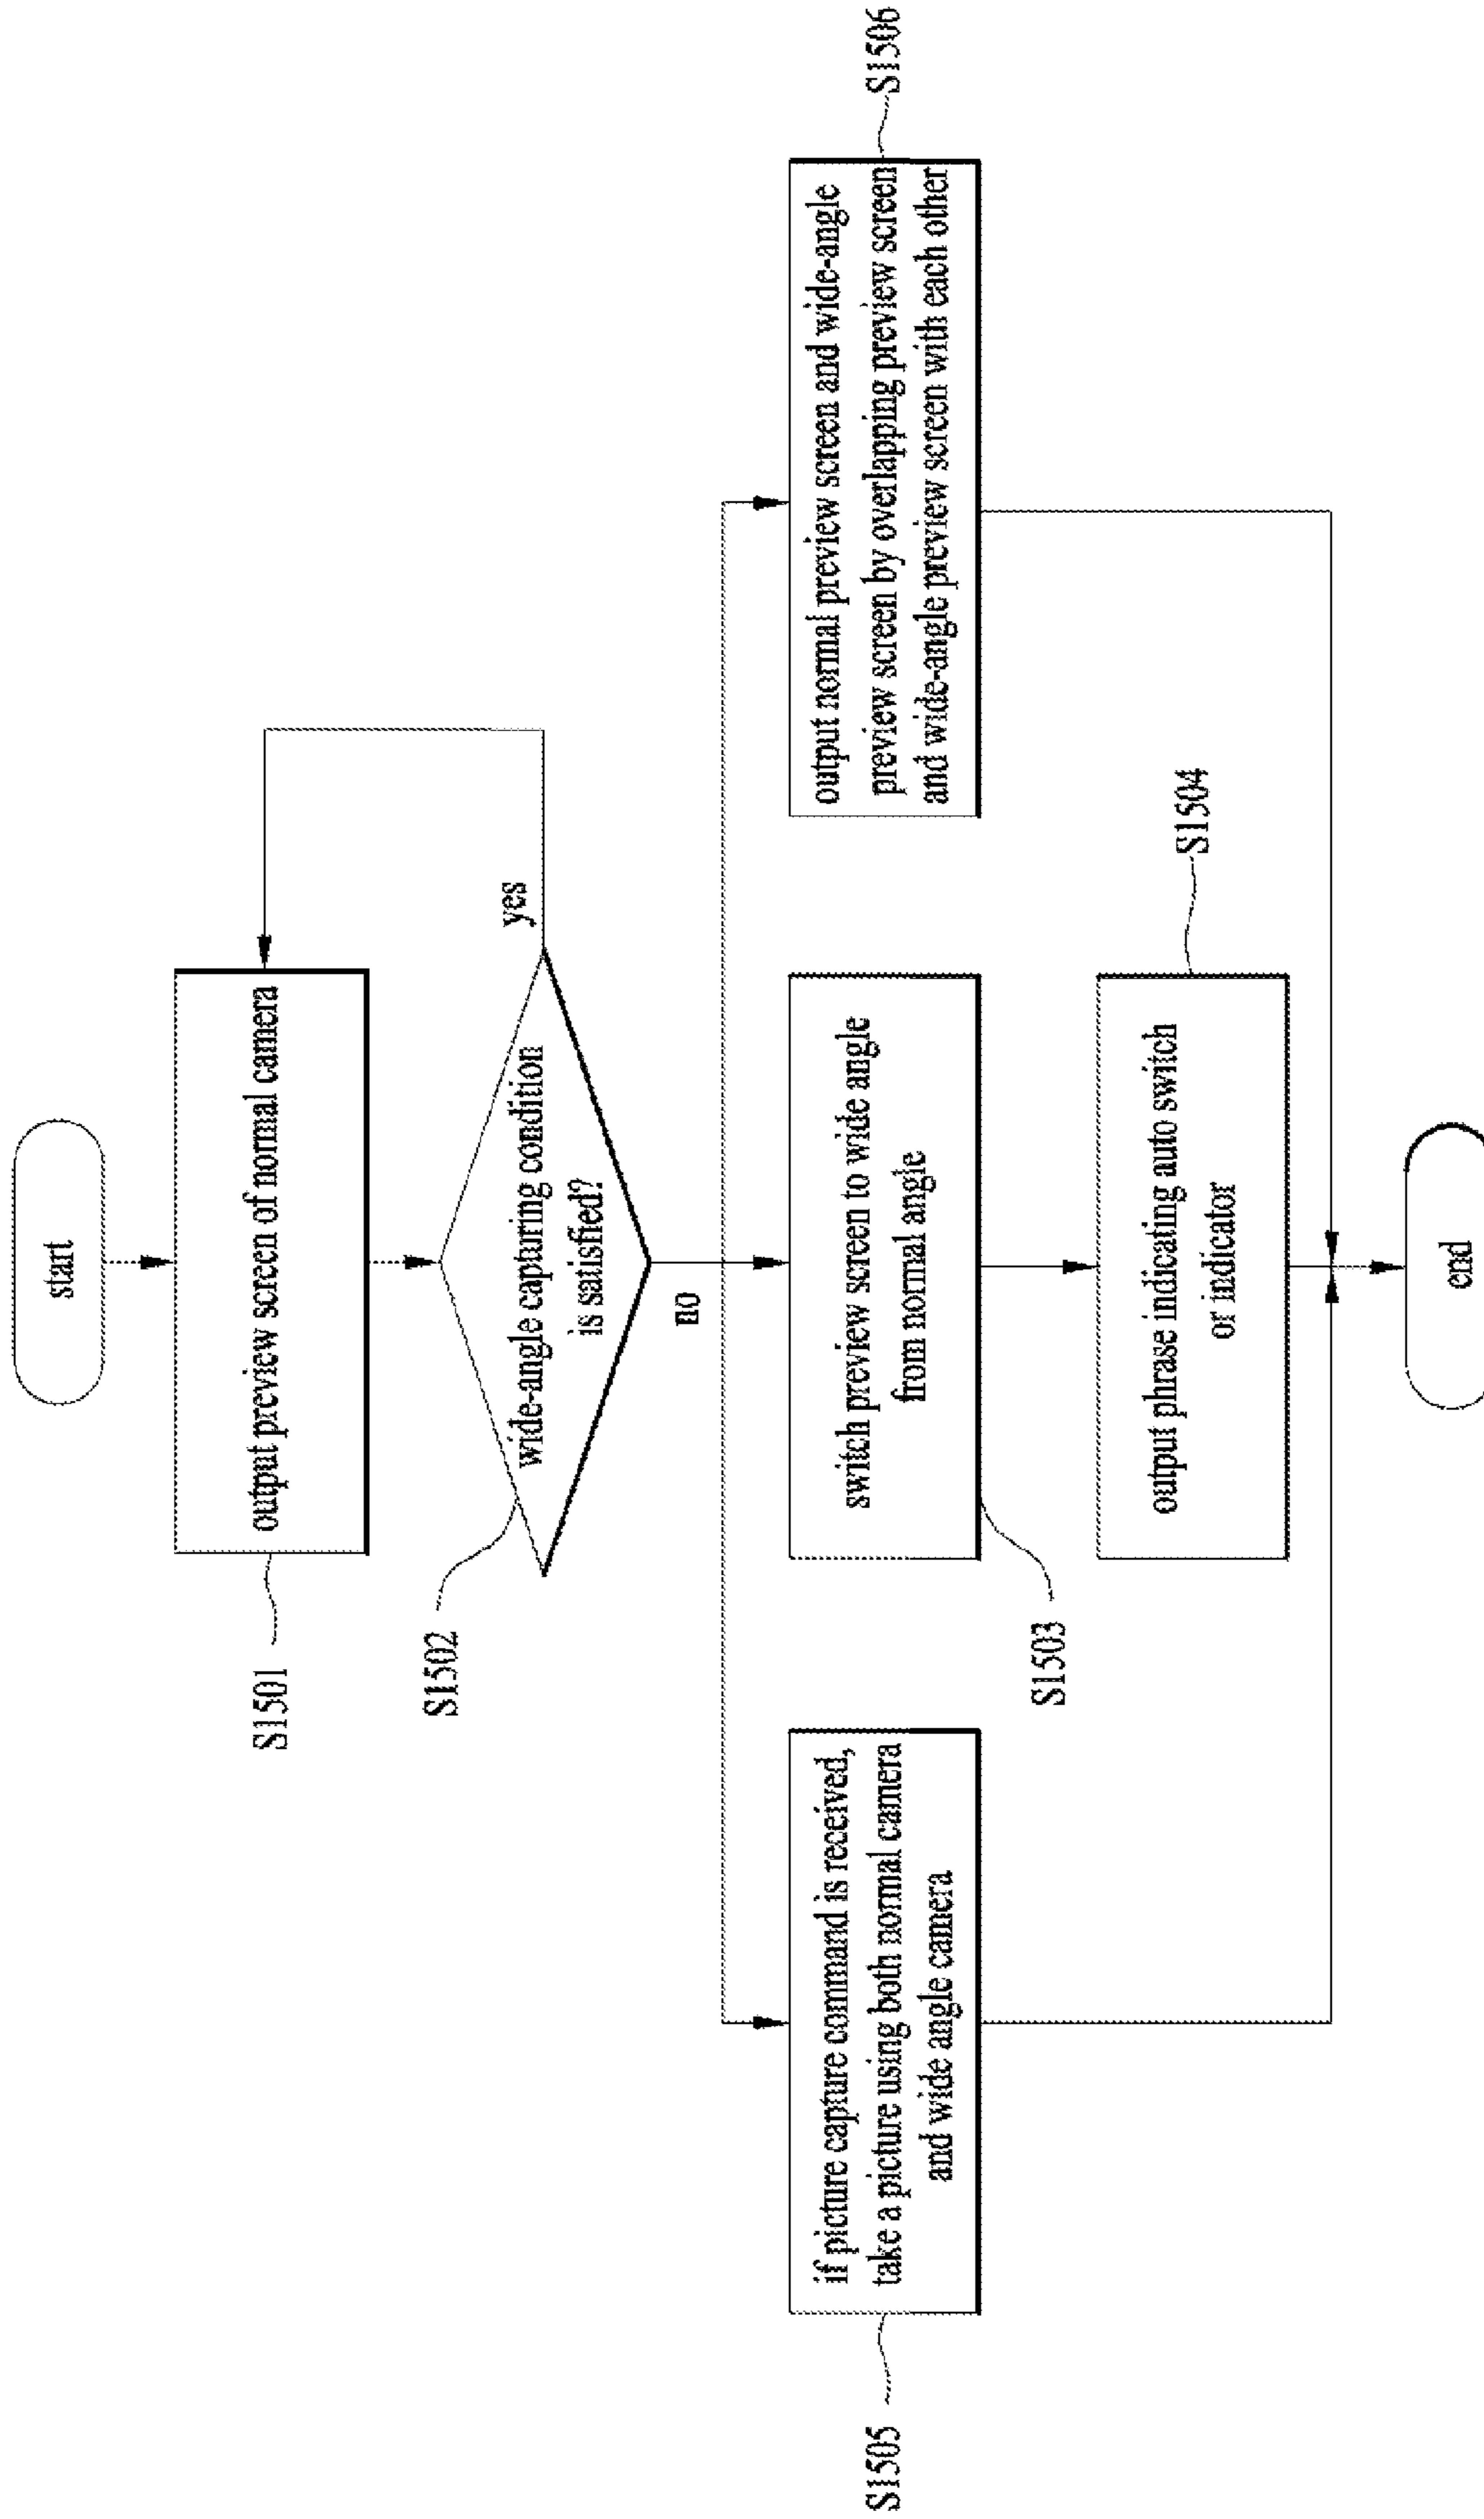 start
output preview screen of normal camera
S1501
wide-angle capturing condition
is satisfied?
S1502
yes
no
if picture capture command is received,
take a picture using both normal camera
and wide angle camera
S1505
switch preview screen to wide angle
from normal angle
S1503
output normal preview screen and wide-angle
preview screen by overlapping preview screen
and wide-angle preview screen with each other
S1506
output phrase indicating auto switch
or indicator
S1504
end